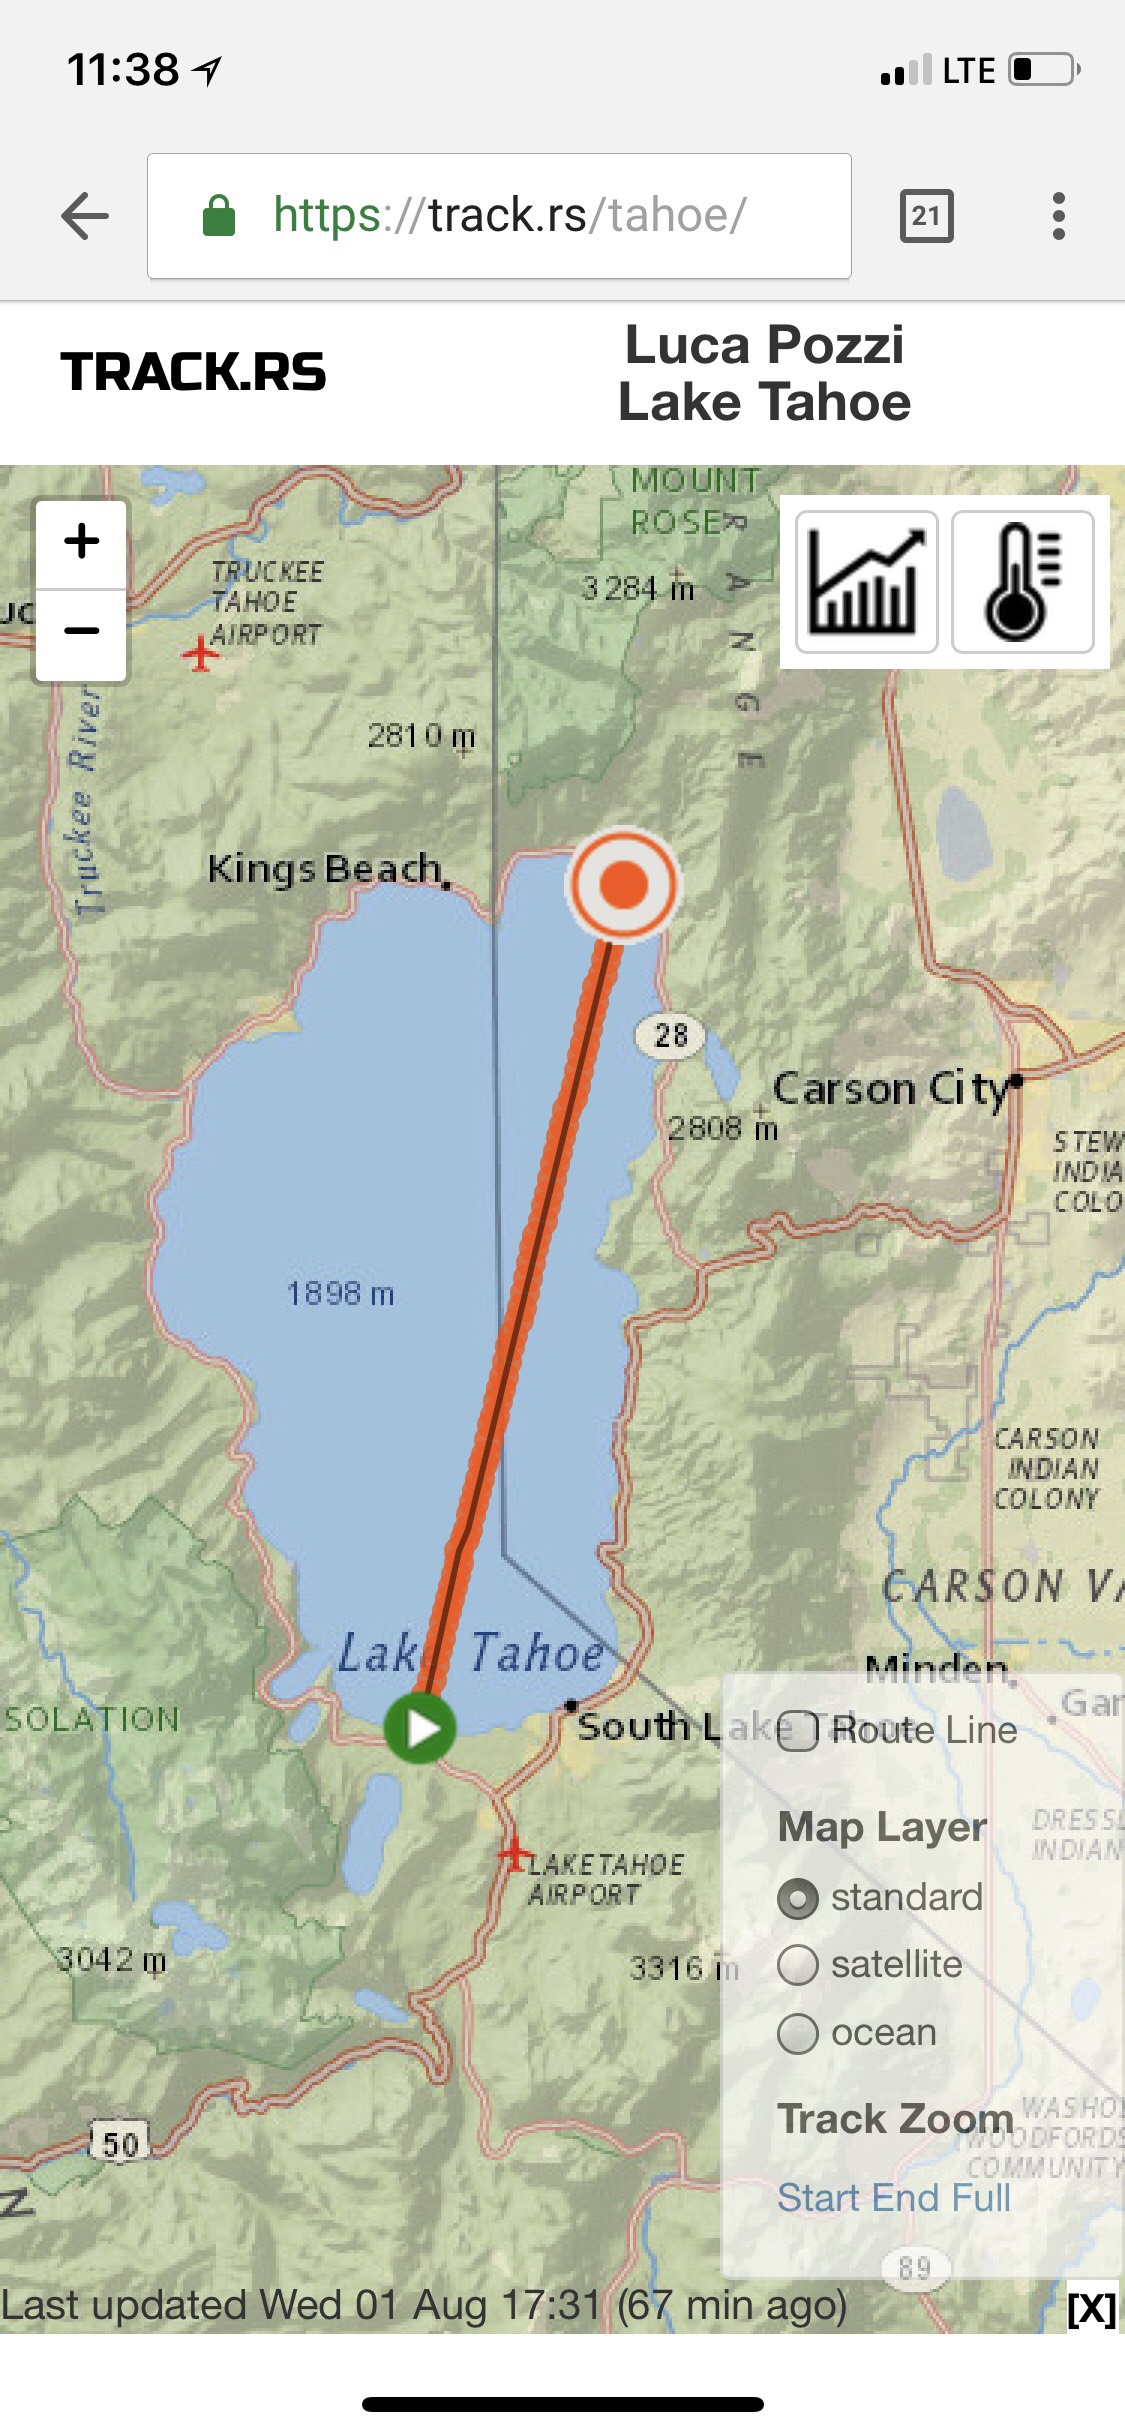 11:38
LTE
https://track.rs/tahoe/
21
TRACK.RS
Luca Pozzi
Lake Tahoe
+
−
MOUNT
ROSE
RANGE
3284 m
TRUCKEE
TAHOE
AIRPORT
Truckee River
2810 m
Kings Beach
28
Carson City
2808 m
STEW
INDIA
COLO
1898 m
CARSON
INDIAN
COLONY
CARSON VA
Lake Tahoe
Minden
Gar
SOLATION
South Lake Tahoe
Route Line
Map Layer
DRESSL
INDIAN
standard
LAKE TAHOE
AIRPORT
satellite
3042 m
3316 m
ocean
Track Zoom
WASHO
WOODFORDS
COMMUNITY
50
Start End Full
89
Last updated Wed 01 Aug 17:31 (67 min ago)
[X]